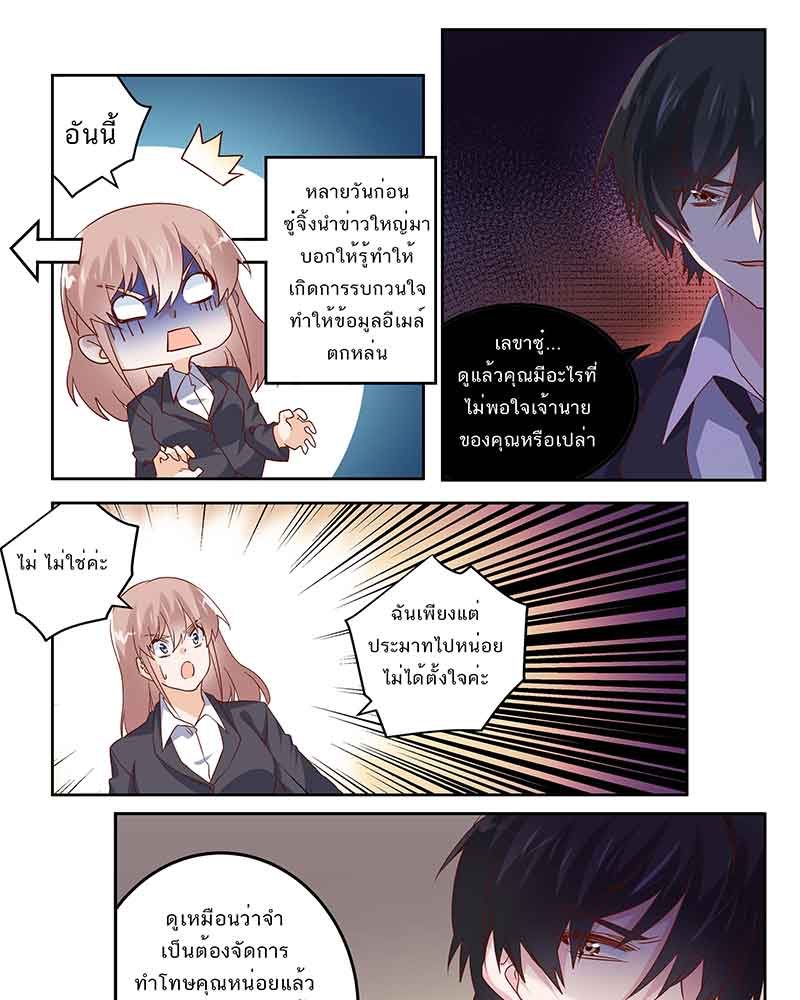 อันนี้
หลายวันก่อน
ซู่จิ้งนำข่าวใหญ่มา
บอกให้รู้ทำให้
เกิดการรบกวนใจ
ทำให้ข้อมูลอีเมล์
ตกหล่น
เลขาซู่...
ดูแล้วคุณมีอะไรที่
ไม่พอใจเจ้านาย
ของคุณหรือเปล่า
ไม่ ไม่ใช่ค่ะ
ฉันเพียงแต่
ประมาทไปหน่อย
ไม่ได้ตั้งใจค่ะ
ดูเหมือนว่าจำ
เป็นต้องจัดการ
ทำโทษคุณหน่อยแล้ว